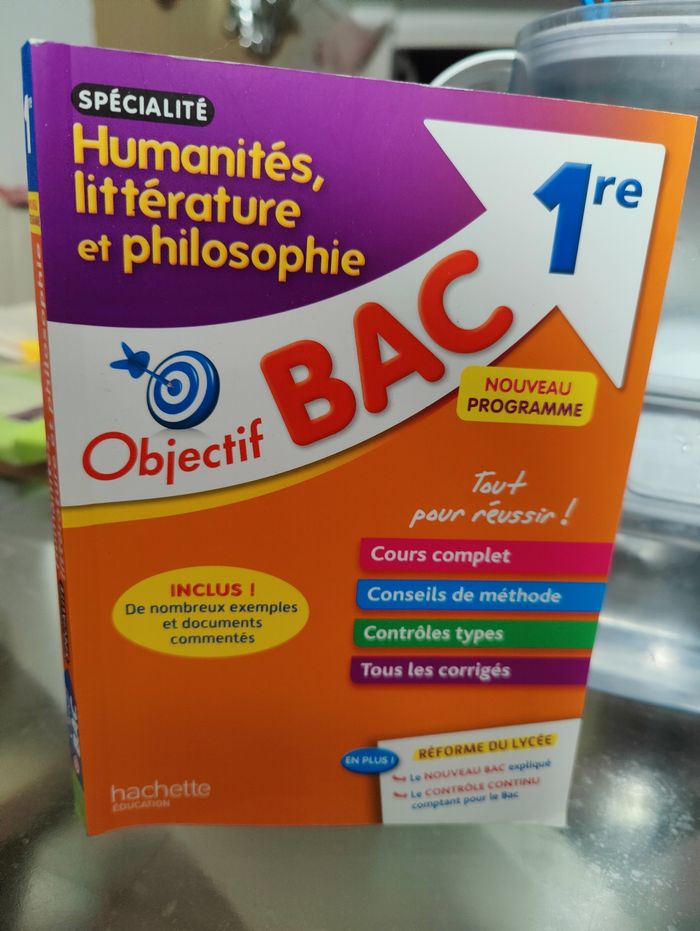 SPÉCIALITÉ
Humanités,
littérature
et philosophie
1re
Objectif BAC
NOUVEAU
PROGRAMME
Tout
pour réussir !
Cours complet
Conseils de méthode
Contrôles types
Tous les corrigés
INCLUS !
De nombreux exemples
et documents
commentés
EN PLUS !
RÉFORME DU LYCÉE
Le NOUVEAU BAC expliqué
Le CONTRÔLE CONTINU
comptant pour le Bac
hachette
ÉDUCATION